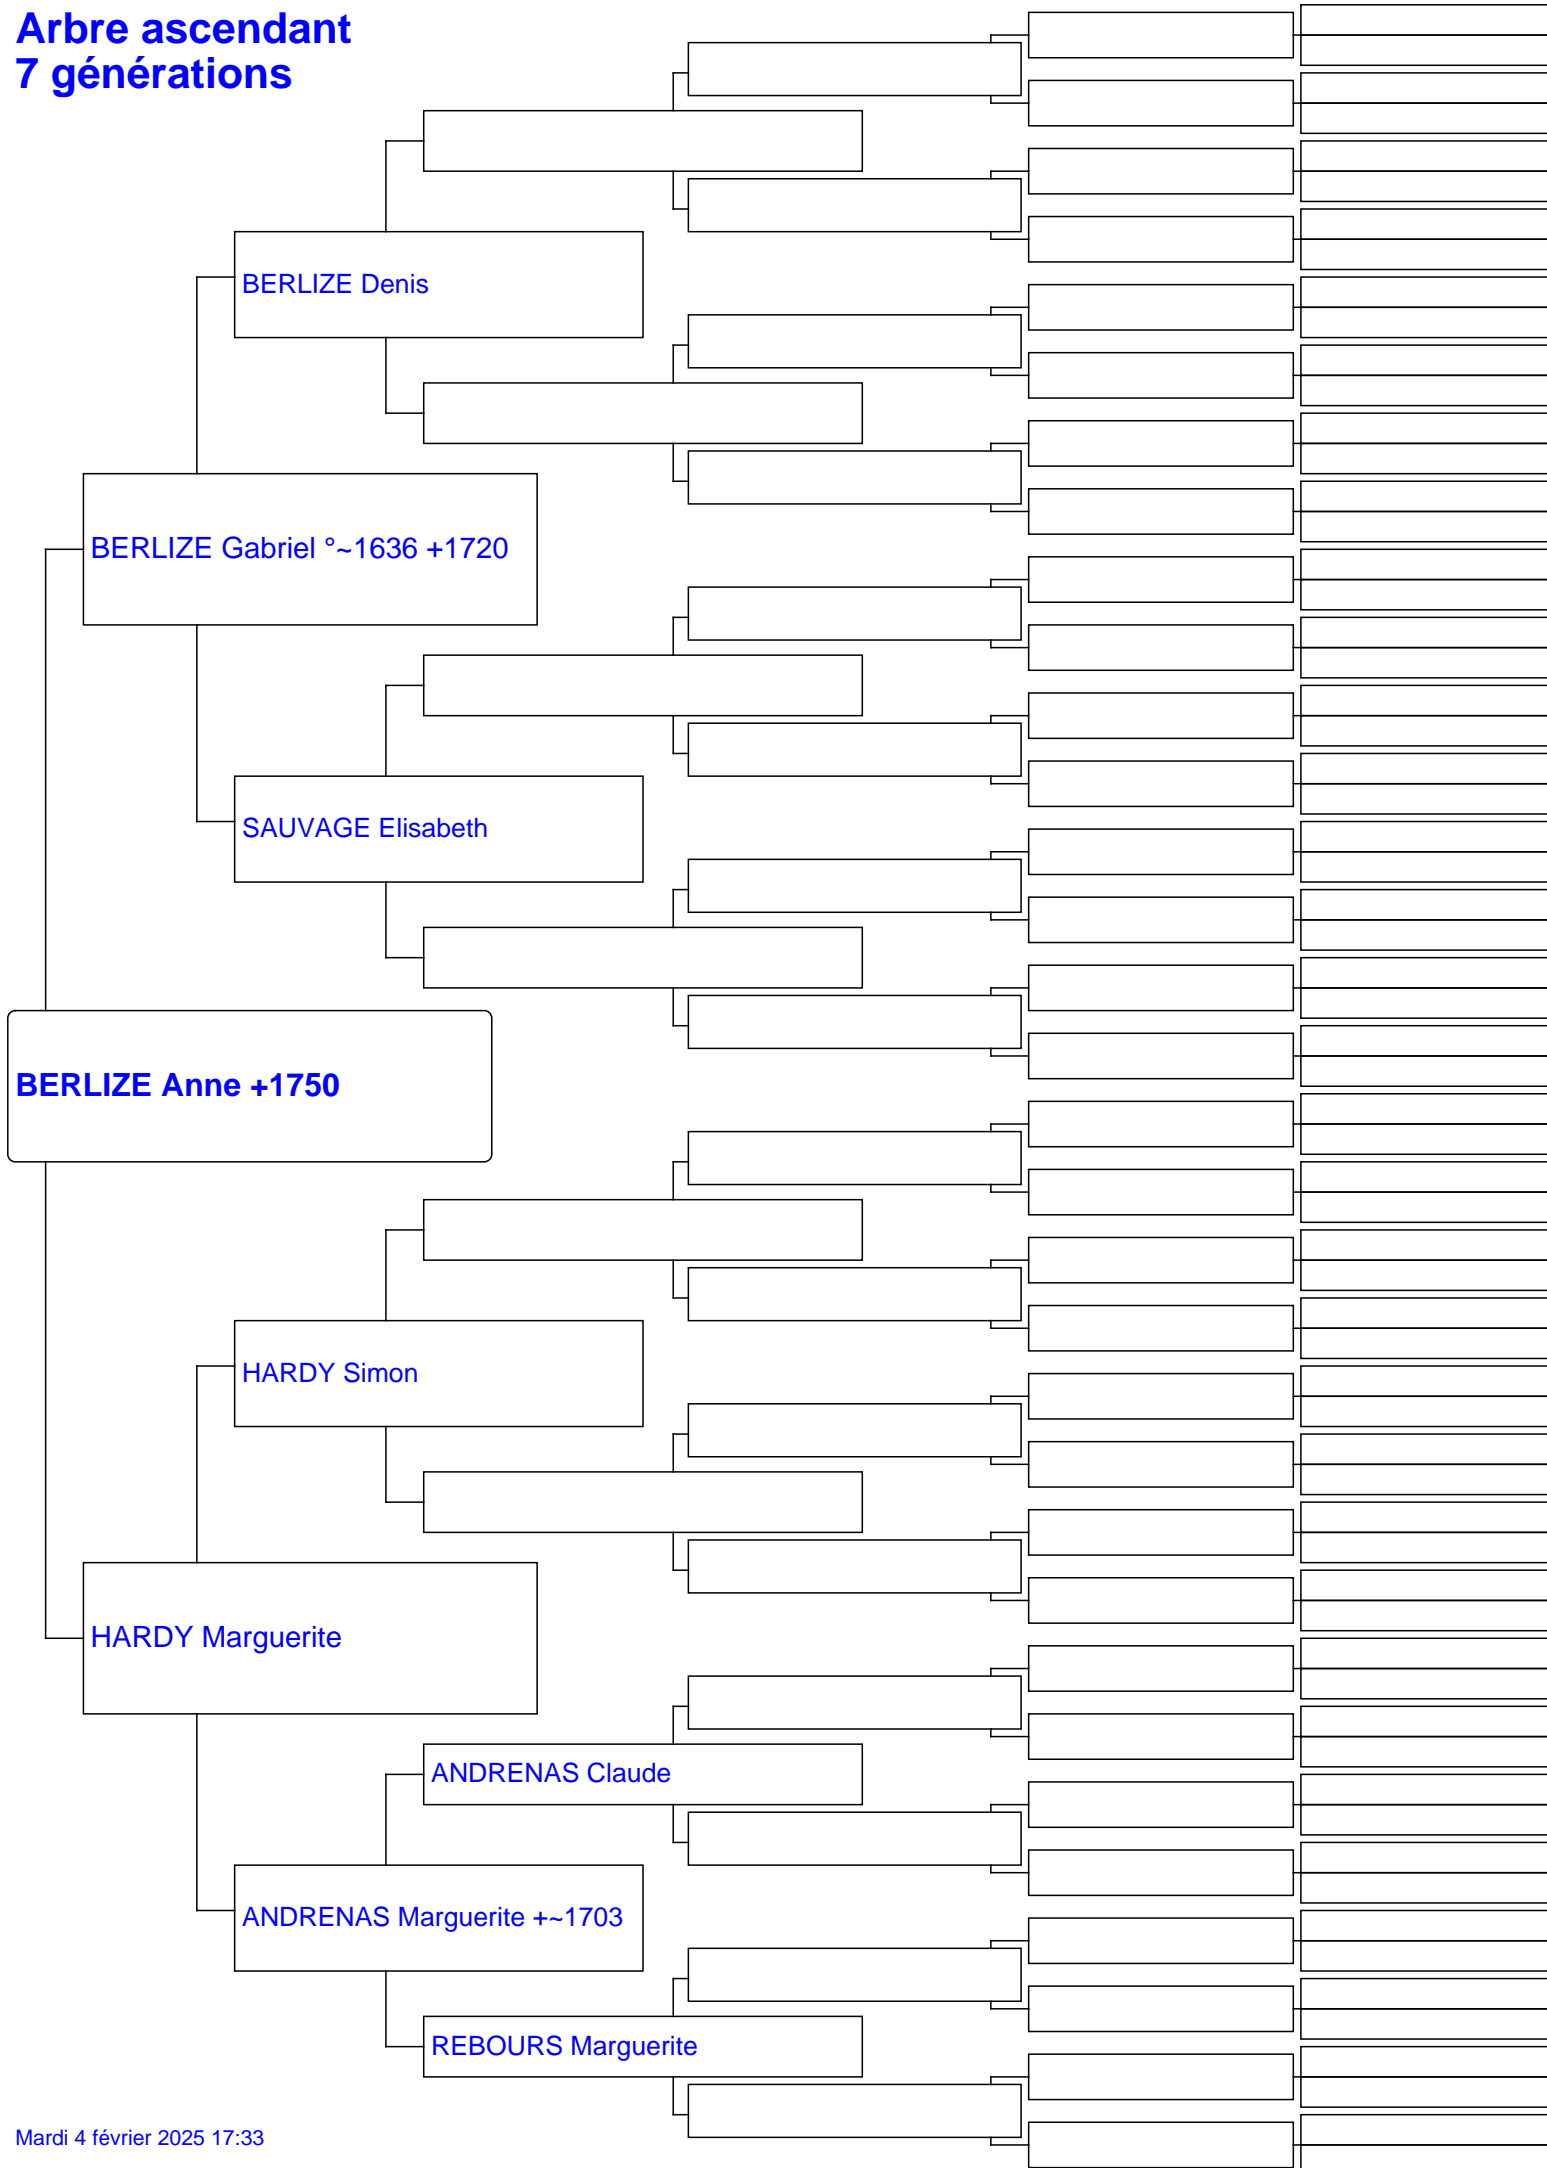 Arbre ascendant
7 générations
BERLIZE Denis
BERLIZE Gabriel °~1636 +1720
SAUVAGE Elisabeth
BERLIZE Anne +1750
HARDY Simon
HARDY Marguerite
ANDRENAS Claude
ANDRENAS Marguerite +~1703
REBOURS Marguerite
Mardi 4 février 2025 17:33